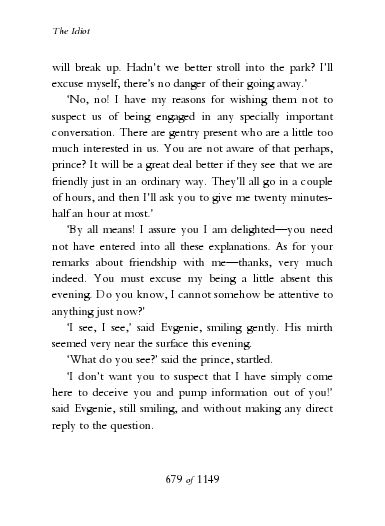 The Idiot
will break up. Hadn't we better stroll into the park? I'll
excuse myself, there's no danger of their going away.'
'No, no! I have my reasons for wishing them not to
suspect us of being engaged in any specially important
conversation. There are gentry present who are a little too
much interested in us. You are not aware of that perhaps,
prince? It will be a great deal better if they see that we are
friendly just in an ordinary way. They'll all go in a couple
of hours, and then I'll ask you to give me twenty minutes-
half an hour at most.'
'By all means! I assure you I am delighted—you need
not have entered into all these explanations. As for your
remarks about friendship with me—thanks, very much
indeed. You must excuse my being a little absent this
evening. Do you know, I cannot somehow be attentive to
anything just now?'
'I see, I see,' said Evgenie, smiling gently. His mirth
seemed very near the surface this evening.
'What do you see?' said the prince, startled.
'I don't want you to suspect that I have simply come
here to deceive you and pump information out of you!'
said Evgenie, still smiling, and without making any direct
reply to the question.
679 of 1149